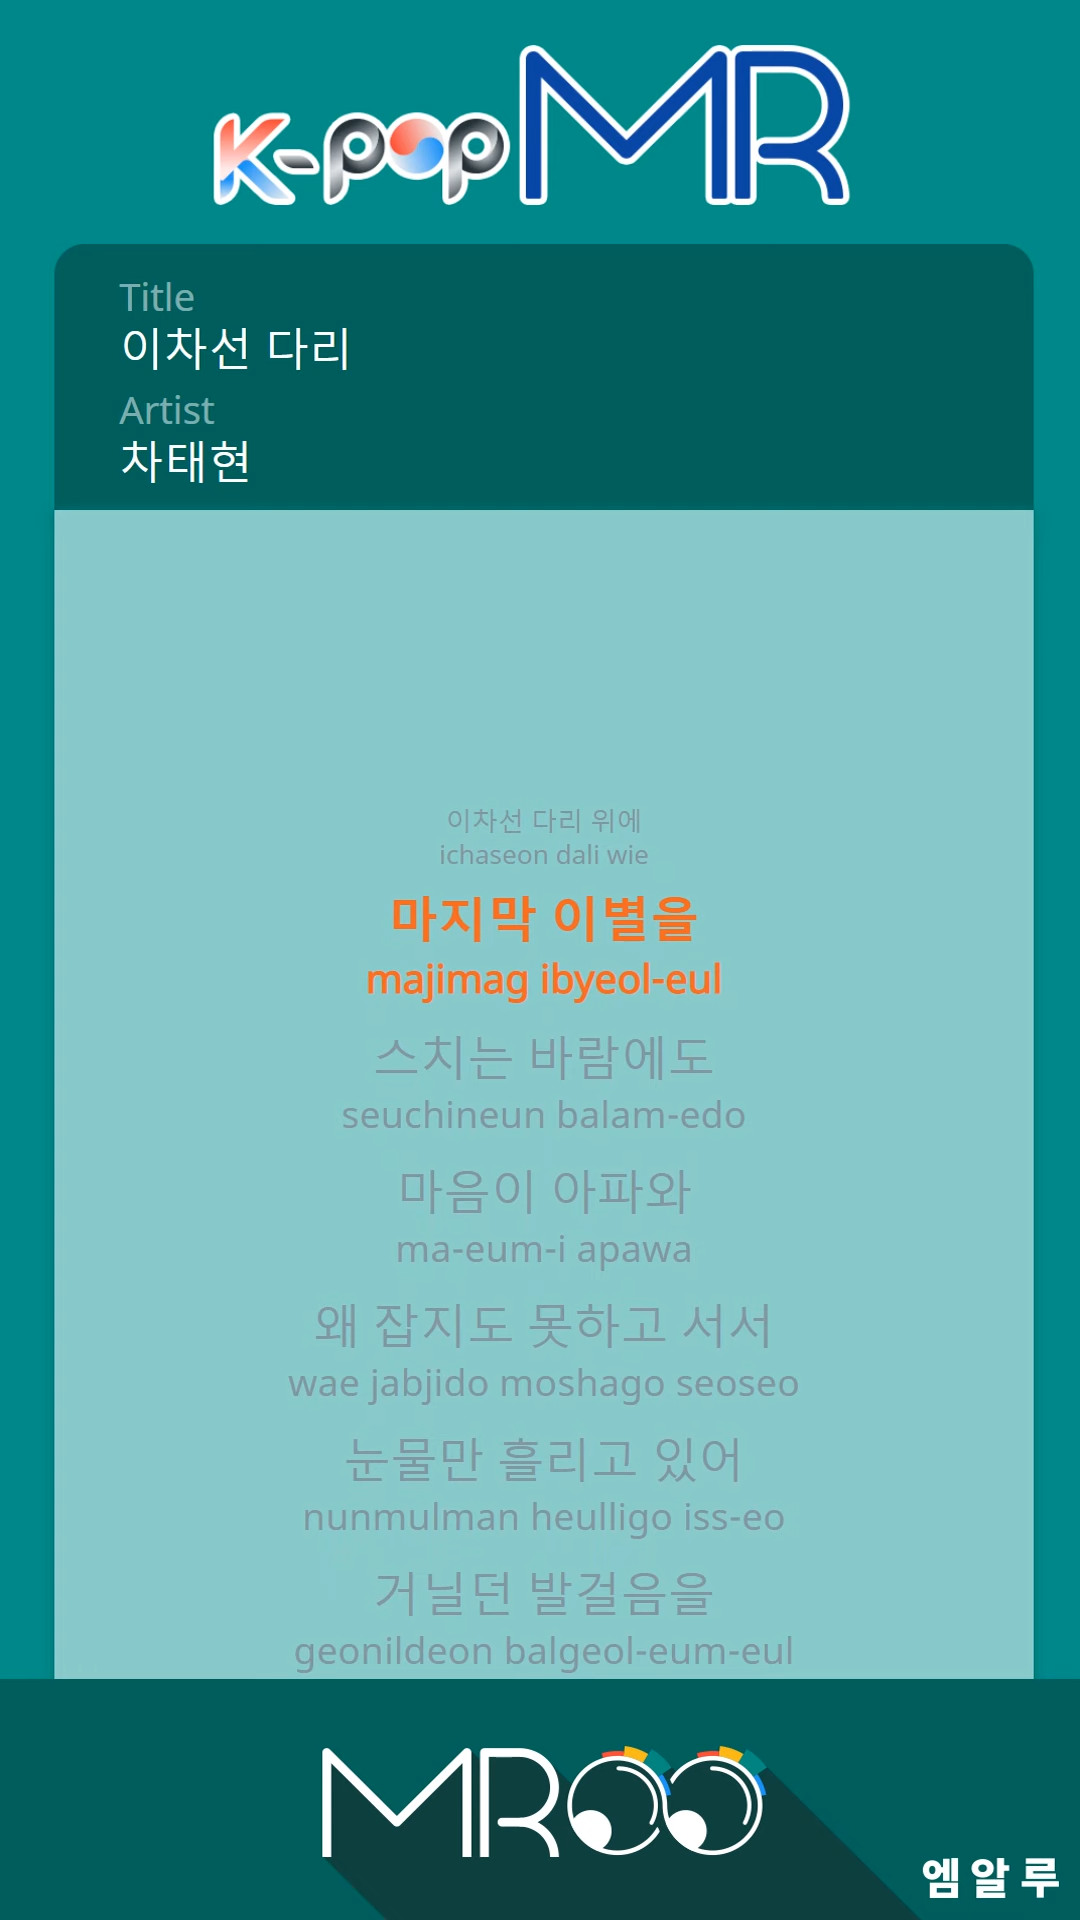 K-pop MR
Title
이차선 다리
Artist
차태현
이차선 다리 위에
ichaseon dali wie
마지막 이별을
majimag ibyeol-eul
스치는 바람에도
seuchineun balam-edo
마음이 아파와
ma-eum-i apawa
왜 잡지도 못하고 서서
wae jabjido moshago seoseo
눈물만 흘리고 있어
nunmulman heulligo iss-eo
거닐던 발걸음을
geonildeon balgeol-eum-eul
MROO
엠알루